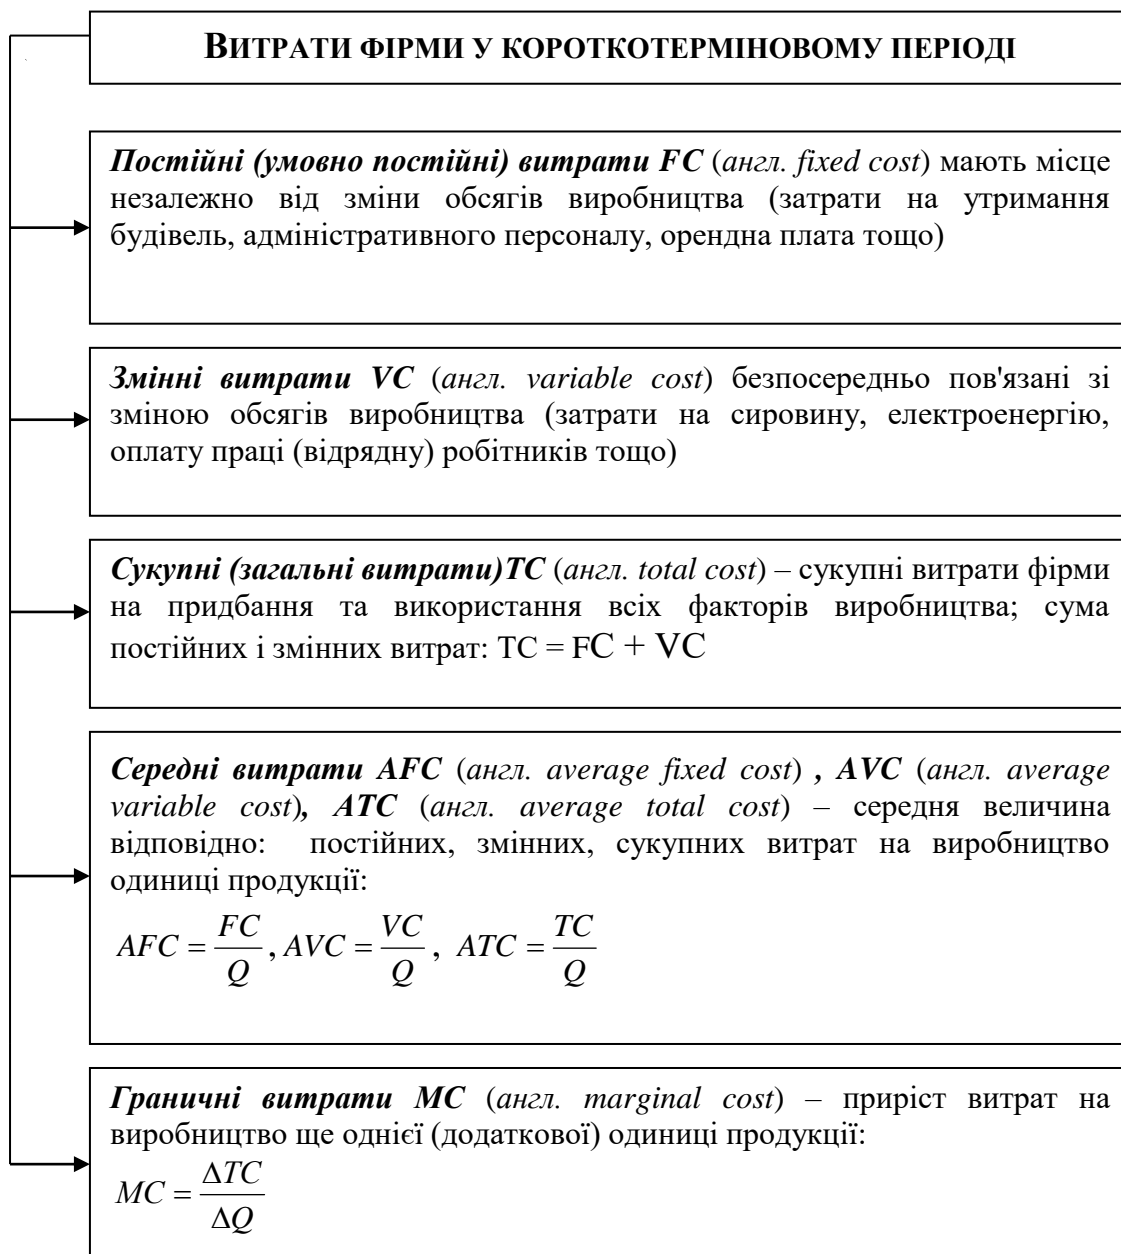 ВИТРАТИ ФІРМИ У КОРОТКОТЕРМІНОВОМУ ПЕРІОДІ
Постійні (умовно постійні) витрати FC (англ. fixed cost) мають місце
незалежно від зміни обсягів виробництва (затрати на утримання
будівель, адміністративного персоналу, орендна плата тощо)
Змінні витрати VC (англ. variable cost) безпосередньо пов'язані зі
зміною обсягів виробництва (затрати на сировину, електроенергію,
оплату праці (відрядну) робітників тощо)
Сукупні (загальні витрати)TC (англ. total cost) – сукупні витрати фірми
на придбання та використання всіх факторів виробництва; сума
постійних і змінних витрат: TC = FC + VC
Середні витрати AFC (англ. average fixed cost) , AVC (англ. average
variable cost), ATC (англ. average total cost) – середня величина
відповідно: постійних, змінних, сукупних витрат на виробництво
одиниці продукції:
AFC = FC/Q, AVC = VC/Q, ATC = TC/Q
Граничні витрати MC (англ. marginal cost) – приріст витрат на
виробництво ще однієї (додаткової) одиниці продукції:
MC = ΔTC/ΔQ